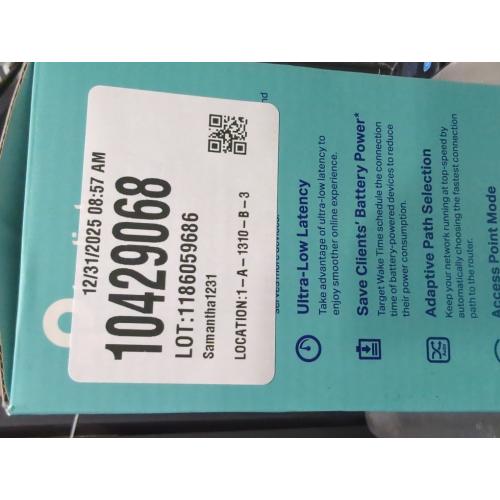 12/31/2025 08:57 AM
10429068
LOT:1186059686
Samantha1231
LOCATION:1-A-1310-B-3
Ultra-Low Latency
Take advantage of ultra-low latency to
enjoy smoother online experience.
Save Clients' Battery Power*
Target Wake Time schedule the connection
time of battery-powered devices to reduce
their power consumption.
Adaptive Path Selection
Keep your network running at top-speed by
automatically choosing the fastest connection
path to the router.
Access Point Mode